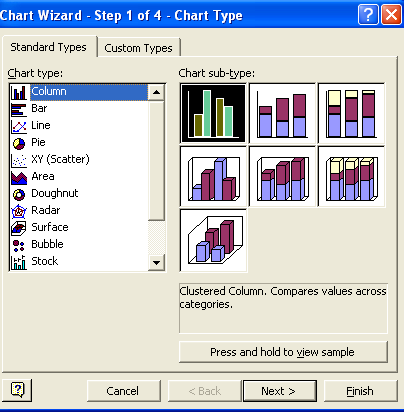 Chart Wizard - Step 1 of 4 - Chart Type
Standard Types
Custom Types
Chart type:
Column
Bar
Line
Pie
XY (Scatter)
Area
Doughnut
Radar
Surface
Bubble
Stock
Chart sub-type:
Clustered Column. Compares values across
categories.
Press and hold to view sample
Cancel
< Back
Next >
Finish